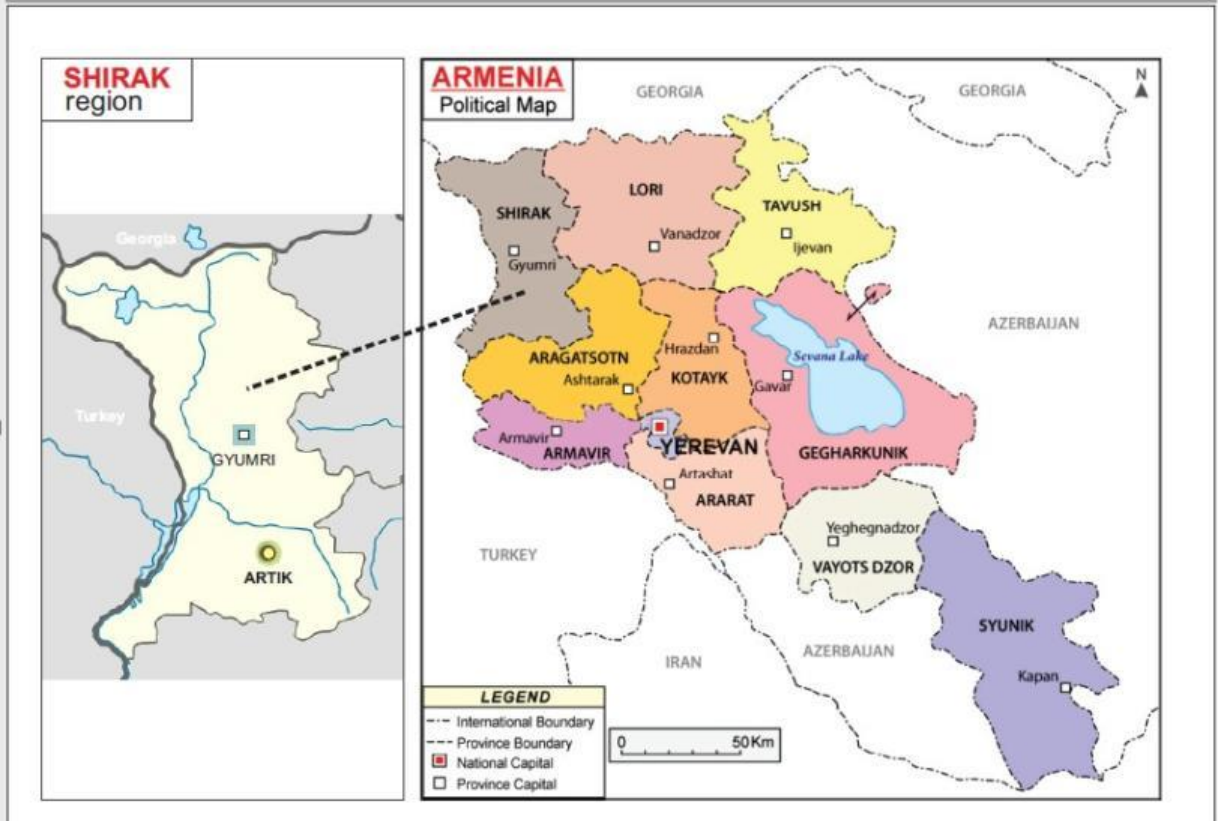 SHIRAK
region
Georgia
Turkey
GYUMRI
ARTIK
ARMENIA
Political Map
N
GEORGIA
GEORGIA
LORI
SHIRAK
TAVUSH
Vanadzor
Ijevan
Gyumri
AZERBAIJAN
Hrazdan
Sevana Lake
ARAGATSOTN
Ashtarak
KOTAYK
Gavar
Armavir
ARMAVIR
YEREVAN
GEGHARKUNIK
Artashat
ARARAT
TURKEY
Yeghegnadzor
VAYOTS DZOR
SYUNIK
AZERBAIJAN
IRAN
Kapan
LEGEND
International Boundary
Province Boundary
National Capital
Province Capital
0 50 Km